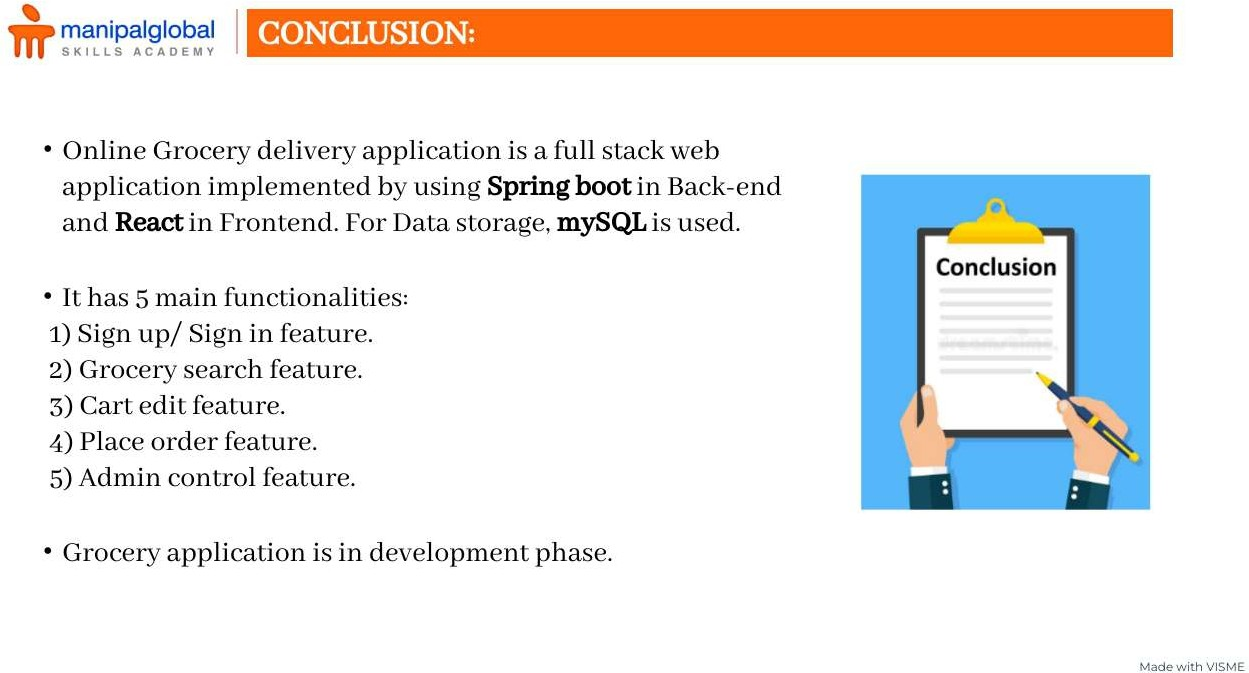 manipalglobal
SKILLS ACADEMY
CONCLUSION:
• Online Grocery delivery application is a full stack web
application implemented by using Spring boot in Back-end
and React in Frontend. For Data storage, mySQL is used.
• It has 5 main functionalities:
1) Sign up/ Sign in feature.
2) Grocery search feature.
3) Cart edit feature.
4) Place order feature.
5) Admin control feature.
• Grocery application is in development phase.
Conclusion
Made with VISME